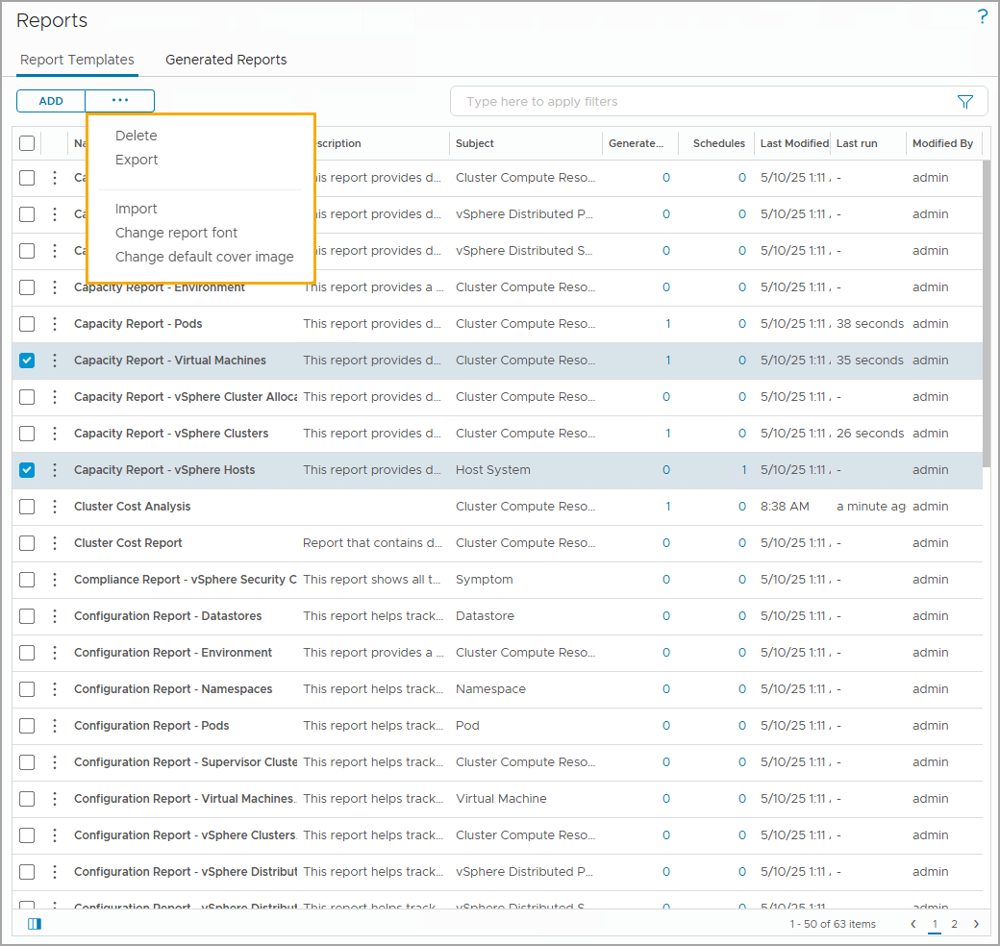 Reports
?
Report Templates Generated Reports
ADD ...
Type here to apply filters
Delete
Export
Import
Change report font
Change default cover image
Subject Generate... Schedules Last Modified Last run Modified By
report provides d... Cluster Compute Reso... 0 0 5/10/25 1:11 - admin
report provides d... vSphere Distributed P... 0 0 5/10/25 1:11 - admin
report provides d... vSphere Distributed S... 0 0 5/10/25 1:11 - admin
Capacity Report - Environment This report provides a ... Cluster Compute Reso... 0 0 5/10/25 1:11 - admin
Capacity Report - Pods This report provides d... Cluster Compute Reso... 1 0 5/10/25 1:11 38 seconds admin
Capacity Report - Virtual Machines This report provides d... Cluster Compute Reso... 1 0 5/10/25 1:11 35 seconds admin
Capacity Report - vSphere Cluster Alloca This report provides d... Cluster Compute Reso... 0 0 5/10/25 1:11 - admin
Capacity Report - vSphere Clusters This report provides d... Cluster Compute Reso... 1 0 5/10/25 1:11 26 seconds admin
Capacity Report - vSphere Hosts This report provides d... Host System 0 1 5/10/25 1:11 - admin
Cluster Cost Analysis Cluster Compute Reso... 1 0 8:38 AM a minute ag admin
Cluster Cost Report Report that contains d... Cluster Compute Reso... 0 0 5/10/25 1:11 - admin
Compliance Report - vSphere Security C This report shows all t... Symptom 0 0 5/10/25 1:11 - admin
Configuration Report - Datastores This report helps track... Datastore 0 0 5/10/25 1:11 - admin
Configuration Report - Environment This report provides a ... Cluster Compute Reso... 0 0 5/10/25 1:11 - admin
Configuration Report - Namespaces This report helps track... Namespace 0 0 5/10/25 1:11 - admin
Configuration Report - Pods This report helps track... Pod 0 0 5/10/25 1:11 - admin
Configuration Report - Supervisor Cluste This report helps track... Cluster Compute Reso... 0 0 5/10/25 1:11 - admin
Configuration Report - Virtual Machines This report helps track... Virtual Machine 0 0 5/10/25 1:11 - admin
Configuration Report - vSphere Clusters This report helps track... Cluster Compute Reso... 0 0 5/10/25 1:11 - admin
Configuration Report - vSphere Distribut This report helps track... vSphere Distributed P... 0 0 5/10/25 1:11 - admin
Configuration Report - vSphere Distribut This report helps track... vSphere Distributed S... 0 0 5/10/25 1:11 admin
1 - 50 of 63 items < 1 2 >